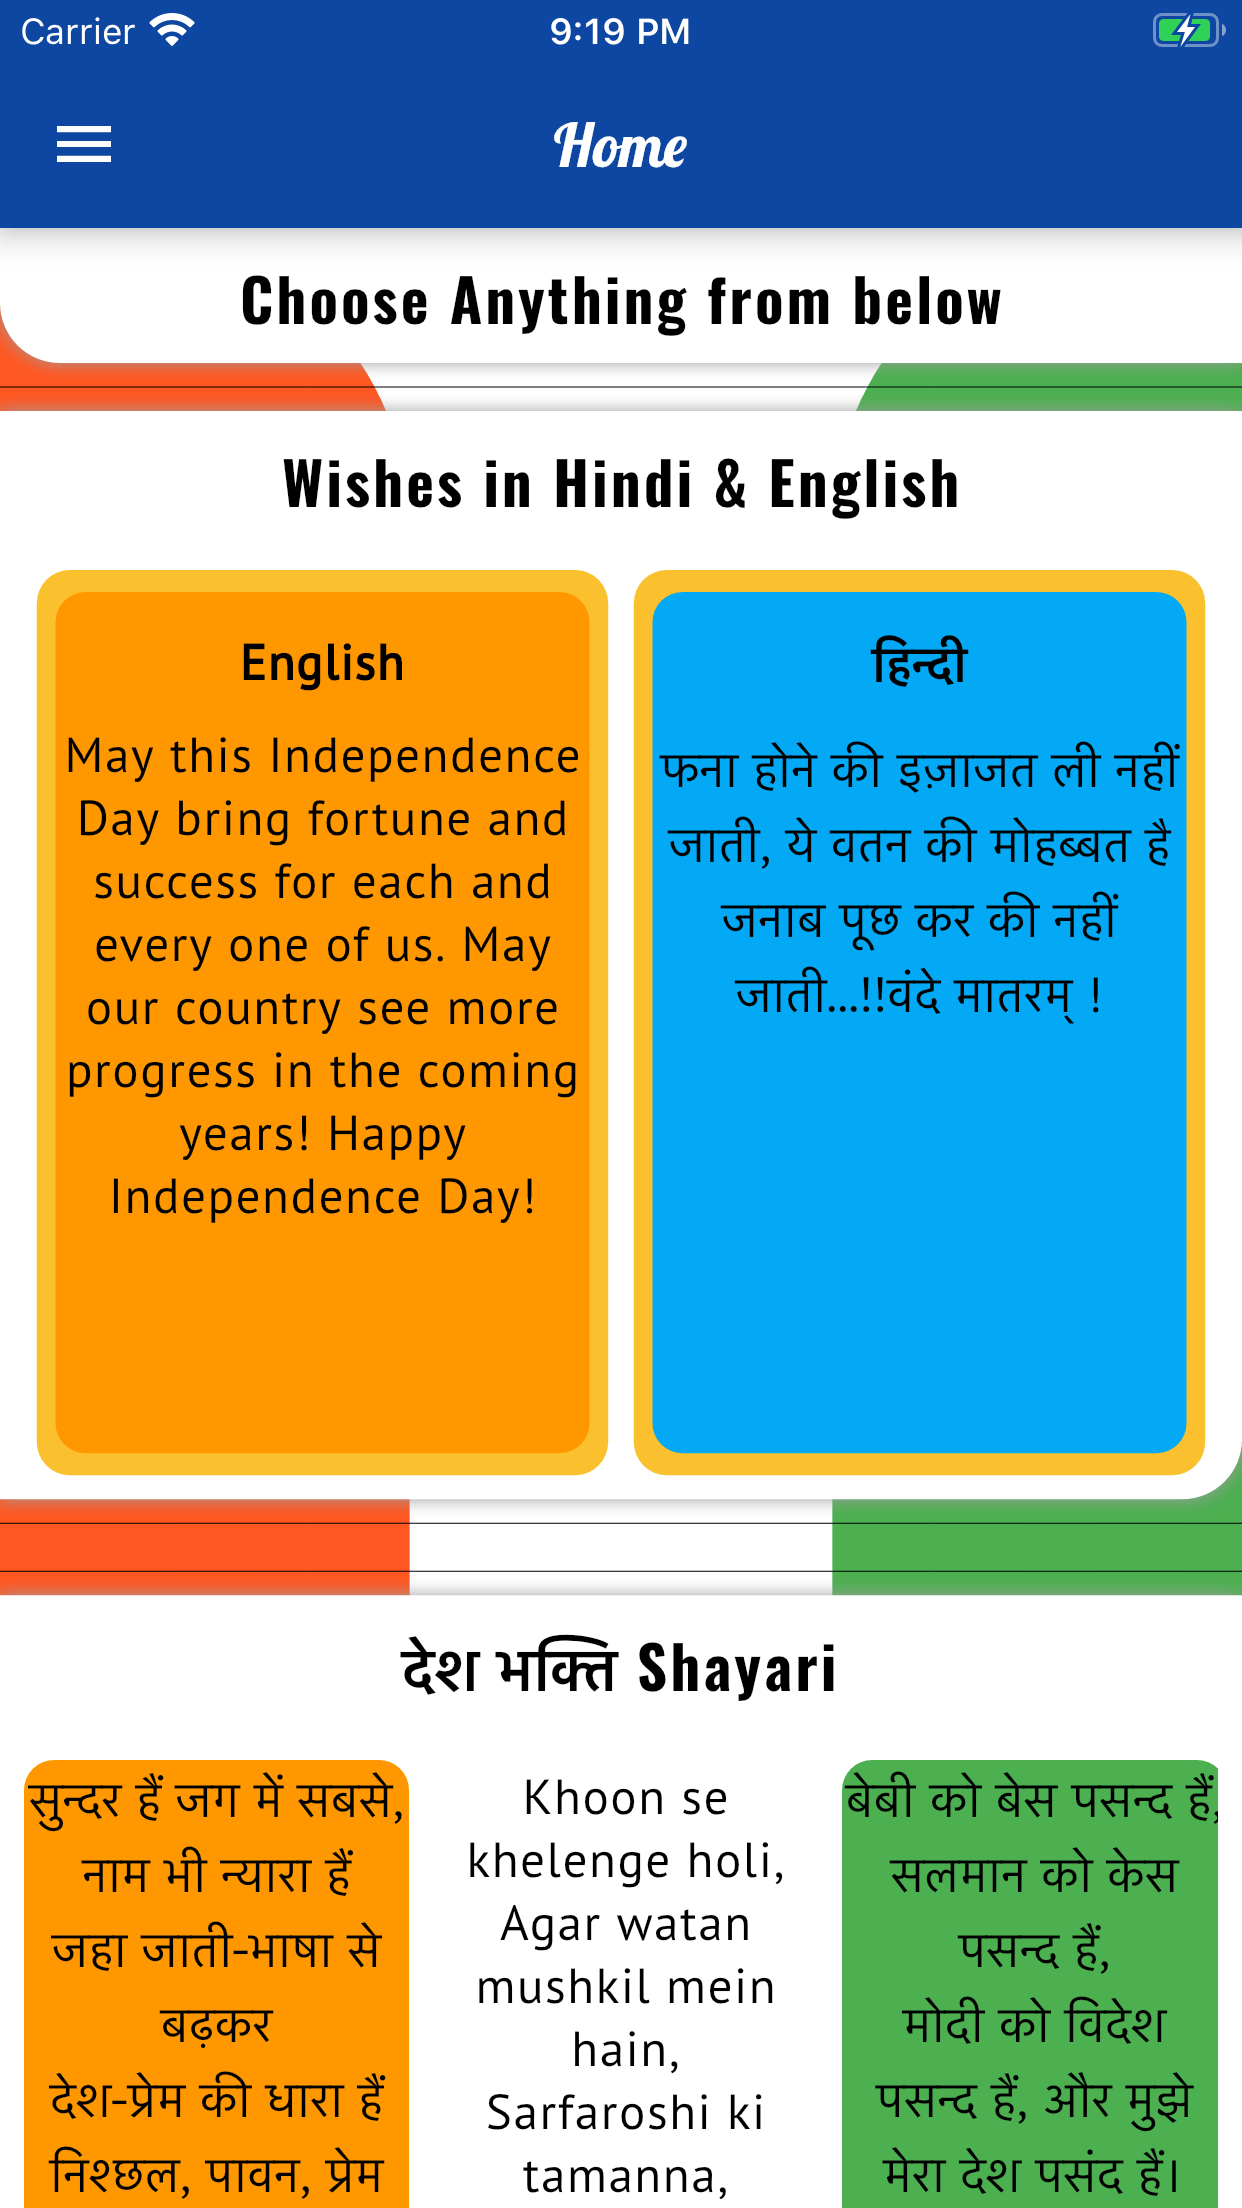 Carrier 9:19 PM
Home
Choose Anything from below
Wishes in Hindi & English
English
May this Independence
Day bring fortune and
success for each and
every one of us. May
our country see more
progress in the coming
years! Happy
Independence Day!
हिन्दी
फना होने की इज़ाजत ली नहीं
जाती, ये वतन की मोहब्बत है
जनाब पूछ कर की नहीं
जाती...!!वंदे मातरम् !
देश भक्ति Shayari
सुन्दर हैं जग में सबसे,
नाम भी न्यारा हैं
जहा जाती-भाषा से
बढ़कर
देश-प्रेम की धारा हैं
निश्छल, पावन, प्रेम
Khoon se
khelenge holi,
Agar watan
mushkil mein
hain,
Sarfaroshi ki
tamanna,
बेबी को बेस पसन्द हैं,
सलमान को केस
पसन्द हैं,
मोदी को विदेश
पसन्द हैं, और मुझे
मेरा देश पसंद हैं।